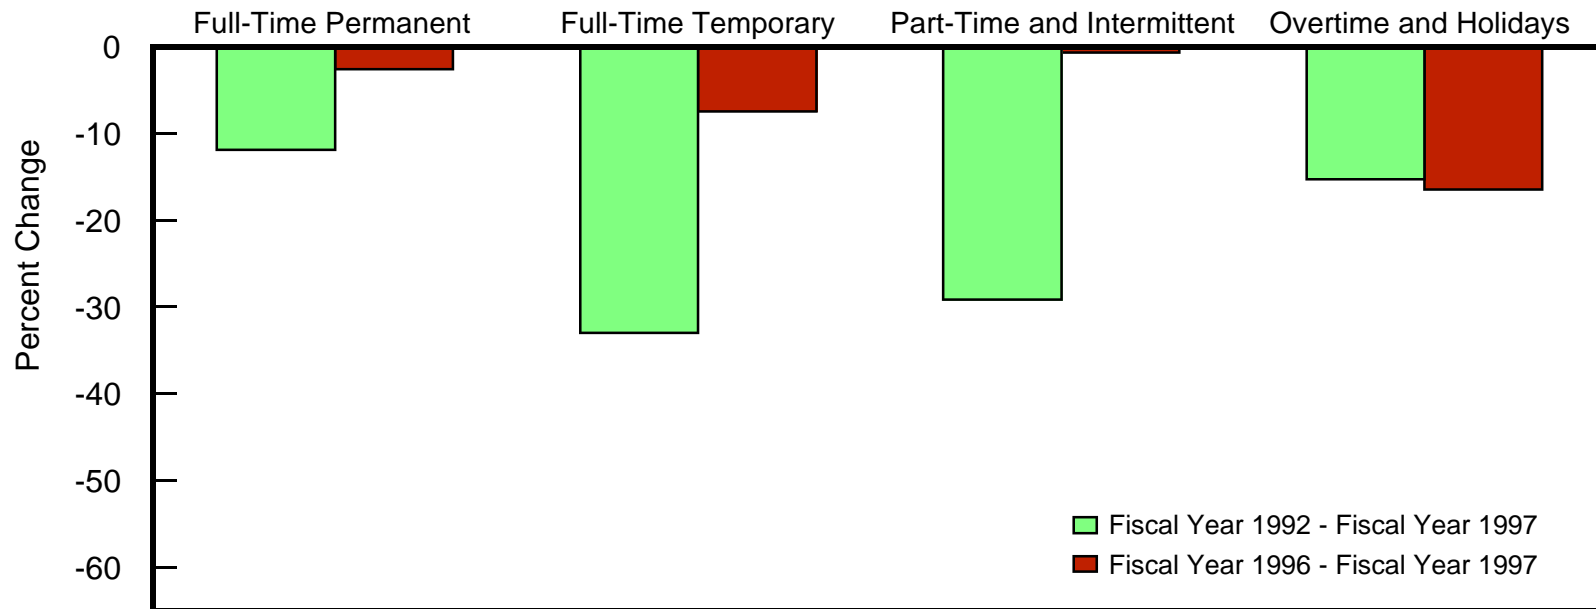 Full-Time Permanent Full-Time Temporary Part-Time and Intermittent Overtime and Holidays
0
-10
-20
-30
-40
-50
-60
Percent Change
Fiscal Year 1992 - Fiscal Year 1997
Fiscal Year 1996 - Fiscal Year 1997